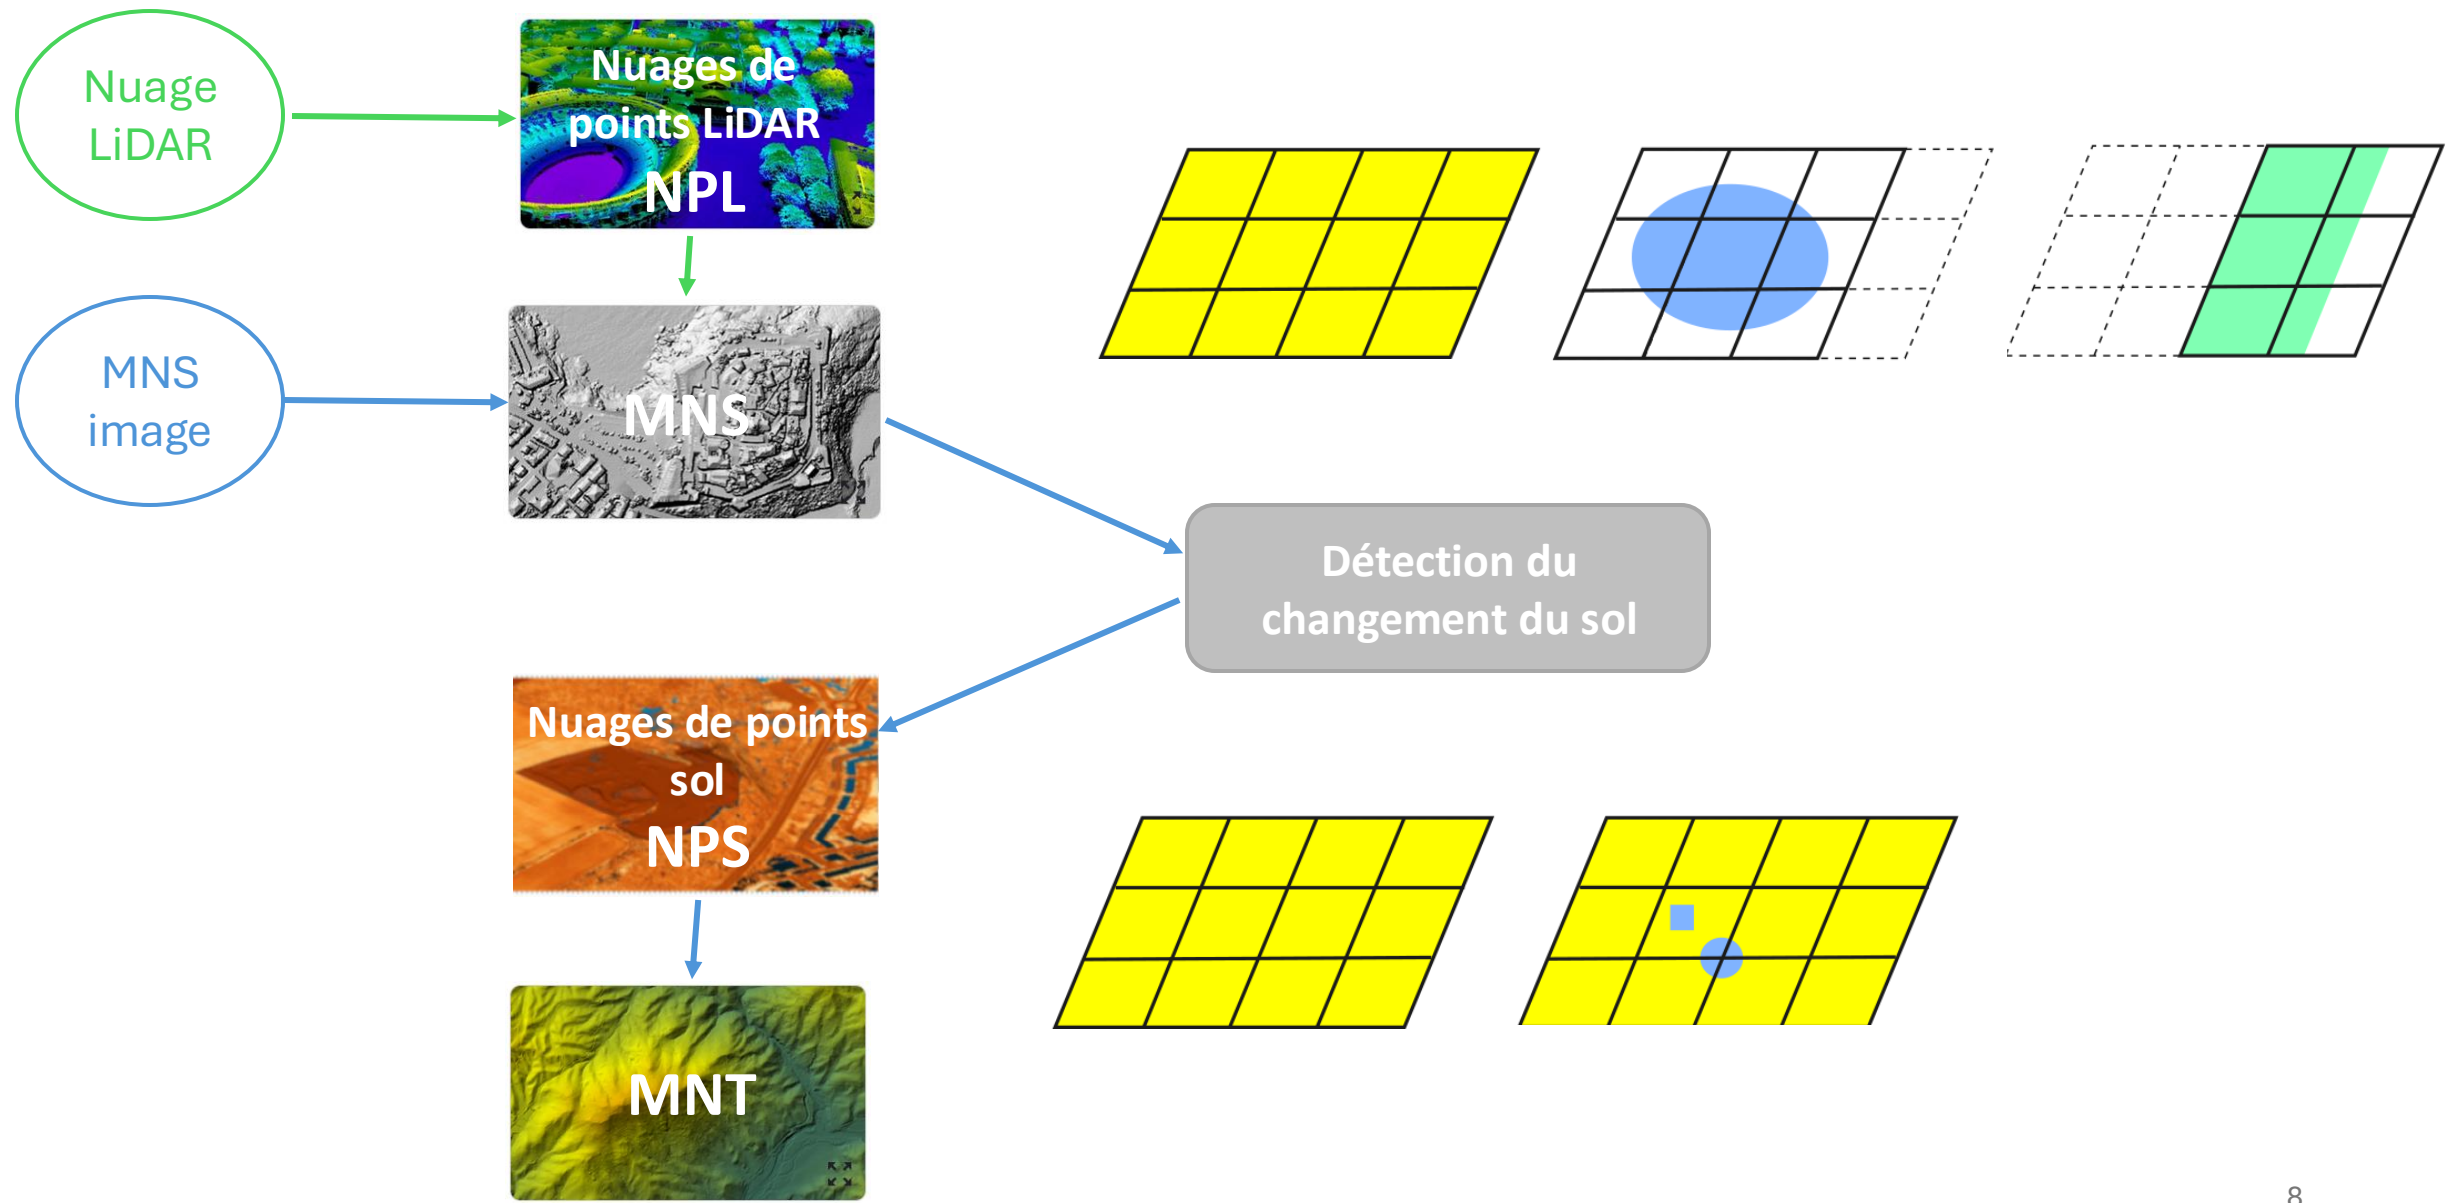 Nuage
LiDAR
Nuages de
points LiDAR
NPL
MNS
image
MNS
Détection du
changement du sol
Nuages de points
sol
NPS
MNT
8